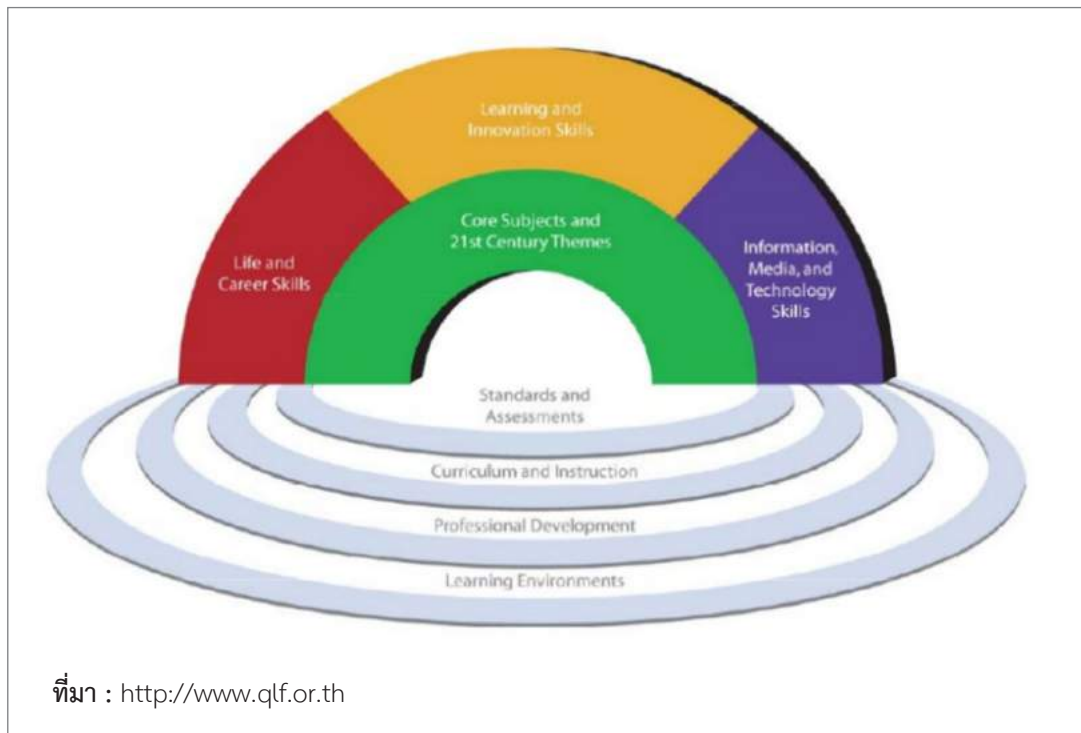 Learning and
Innovation Skills
Core Subjects and
21st Century Themes
Life and
Career Skills
Information,
Media, and
Technology
Skills
Standards and
Assessments
Curriculum and Instruction
Professional Development
Learning Environments
ที่มา : http://www.qlf.or.th